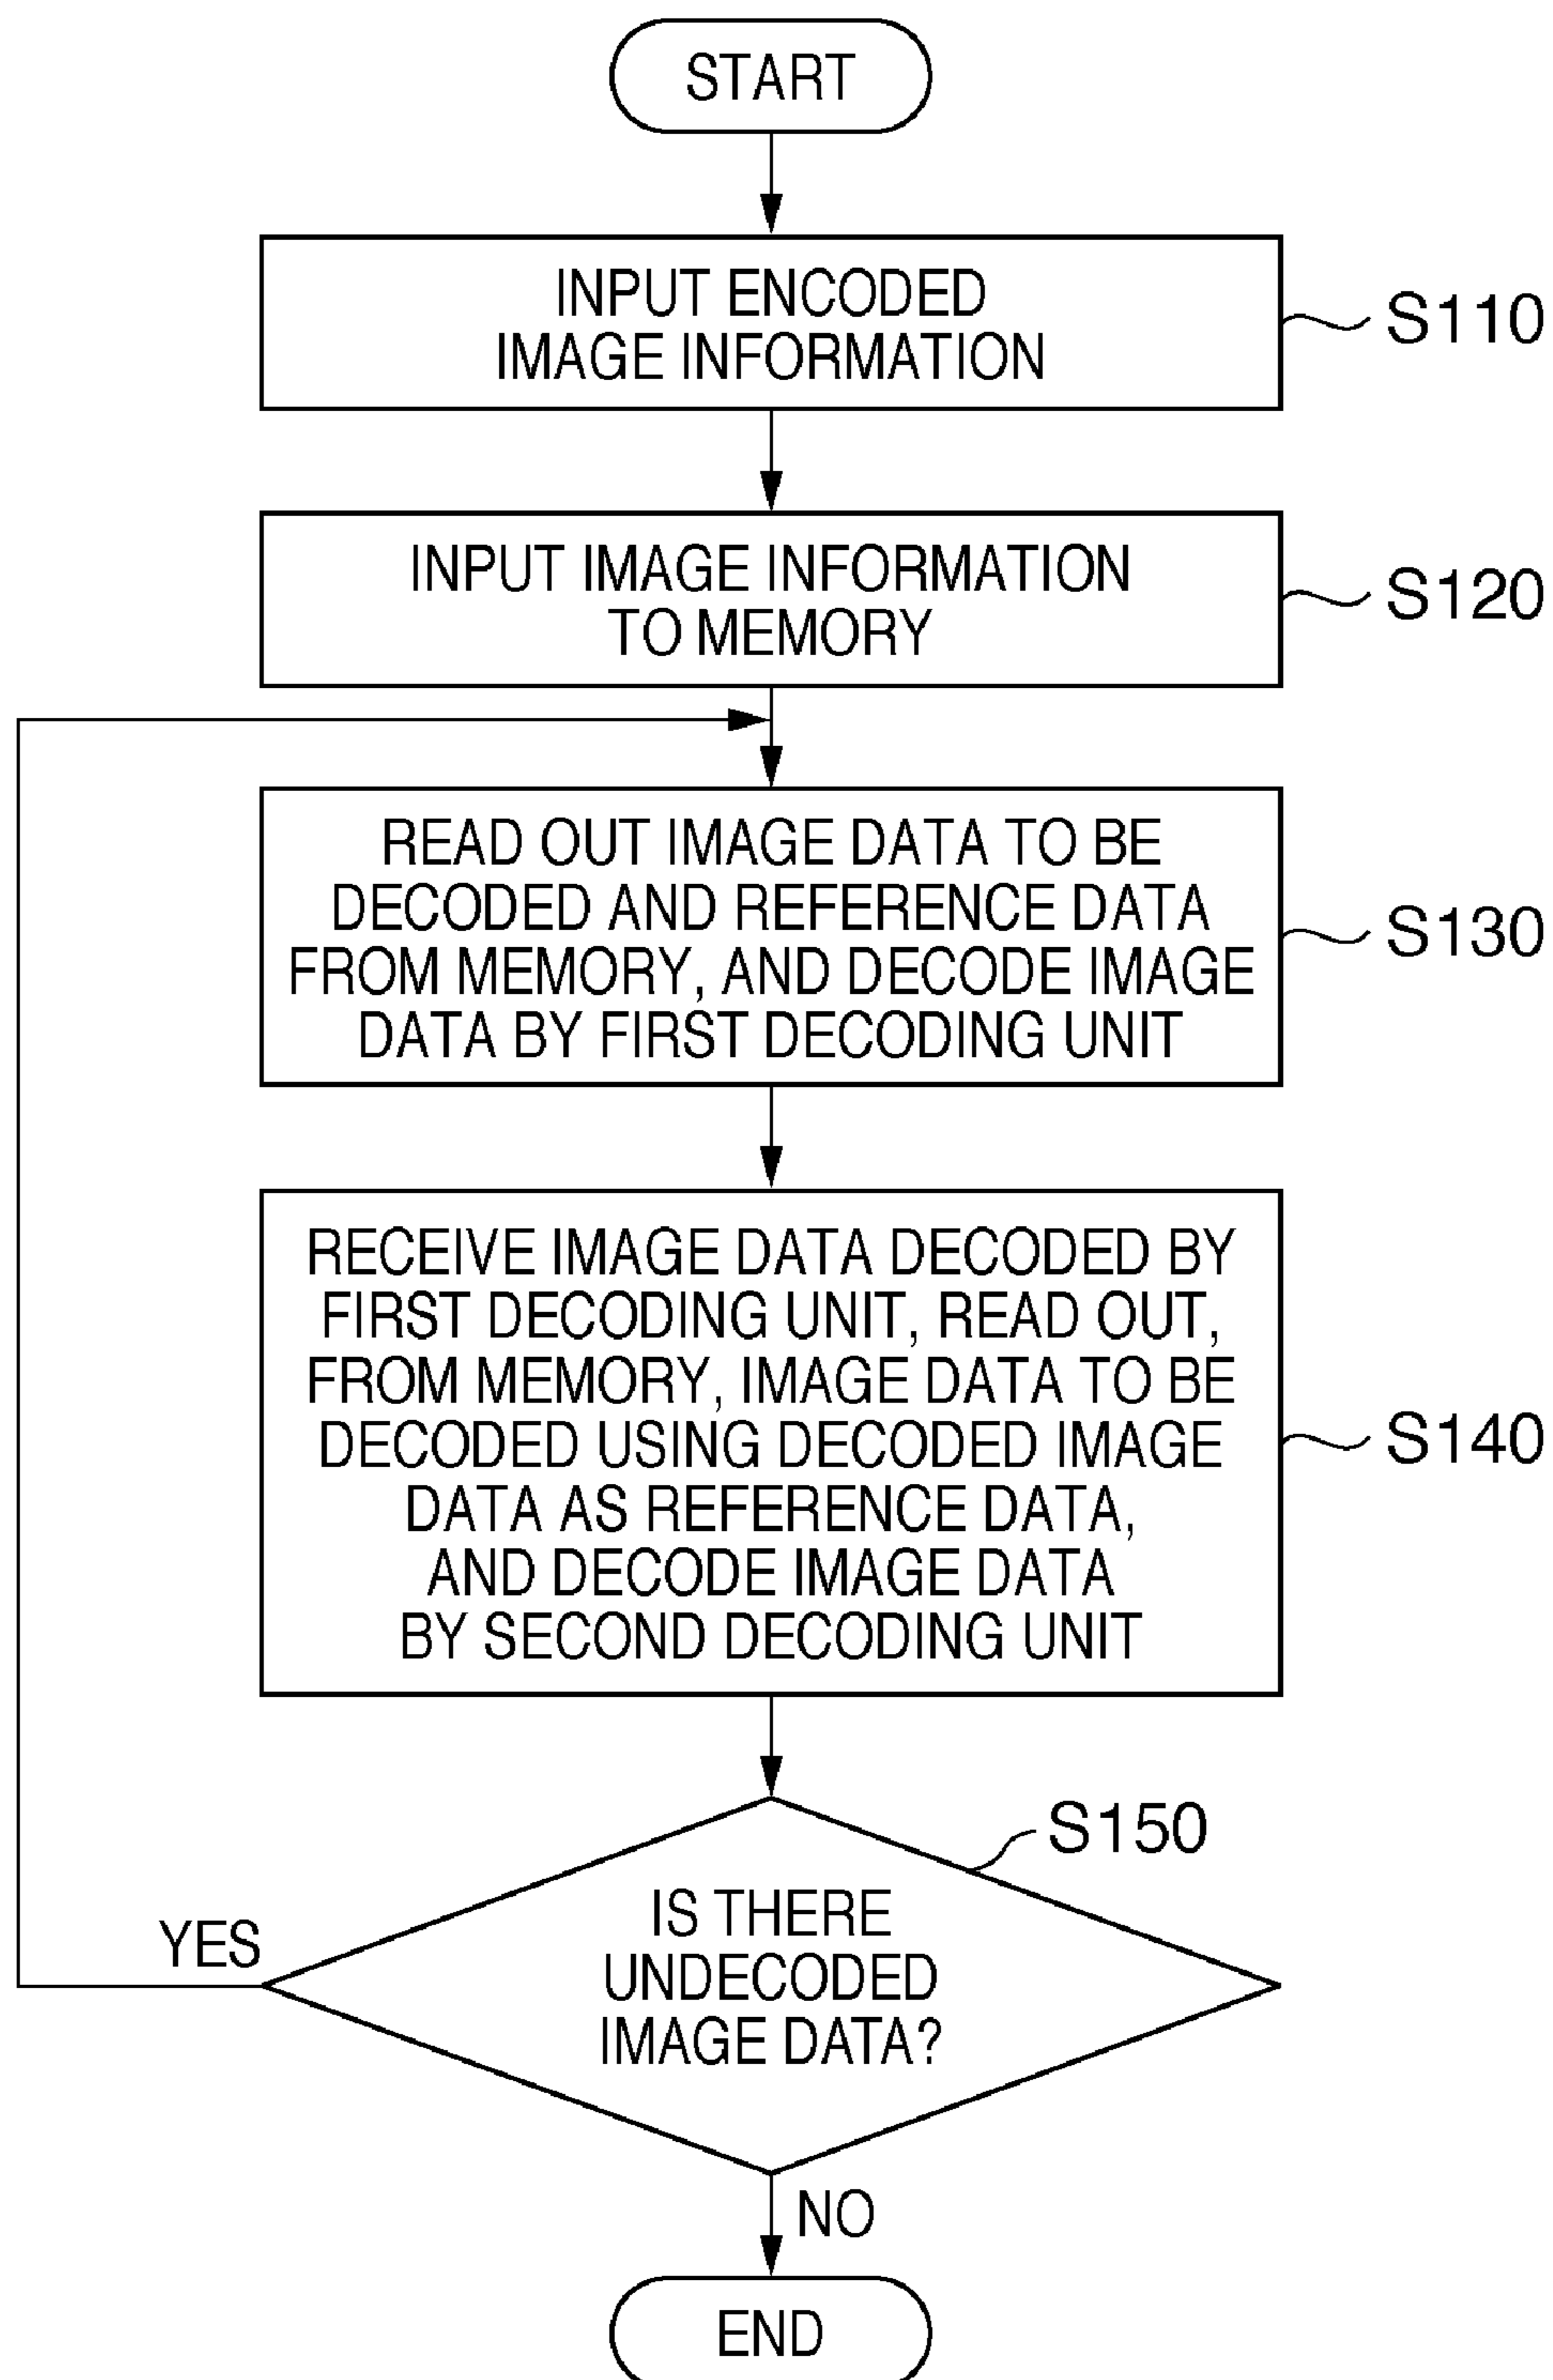 START
INPUT ENCODED
IMAGE INFORMATION
S110
INPUT IMAGE INFORMATION
TO MEMORY
S120
READ OUT IMAGE DATA TO BE
DECODED AND REFERENCE DATA
FROM MEMORY, AND DECODE IMAGE
DATA BY FIRST DECODING UNIT
S130
RECEIVE IMAGE DATA DECODED BY
FIRST DECODING UNIT, READ OUT,
FROM MEMORY, IMAGE DATA TO BE
DECODED USING DECODED IMAGE
DATA AS REFERENCE DATA,
AND DECODE IMAGE DATA
BY SECOND DECODING UNIT
S140
S150
IS THERE
UNDECODED
IMAGE DATA?
YES
NO
END